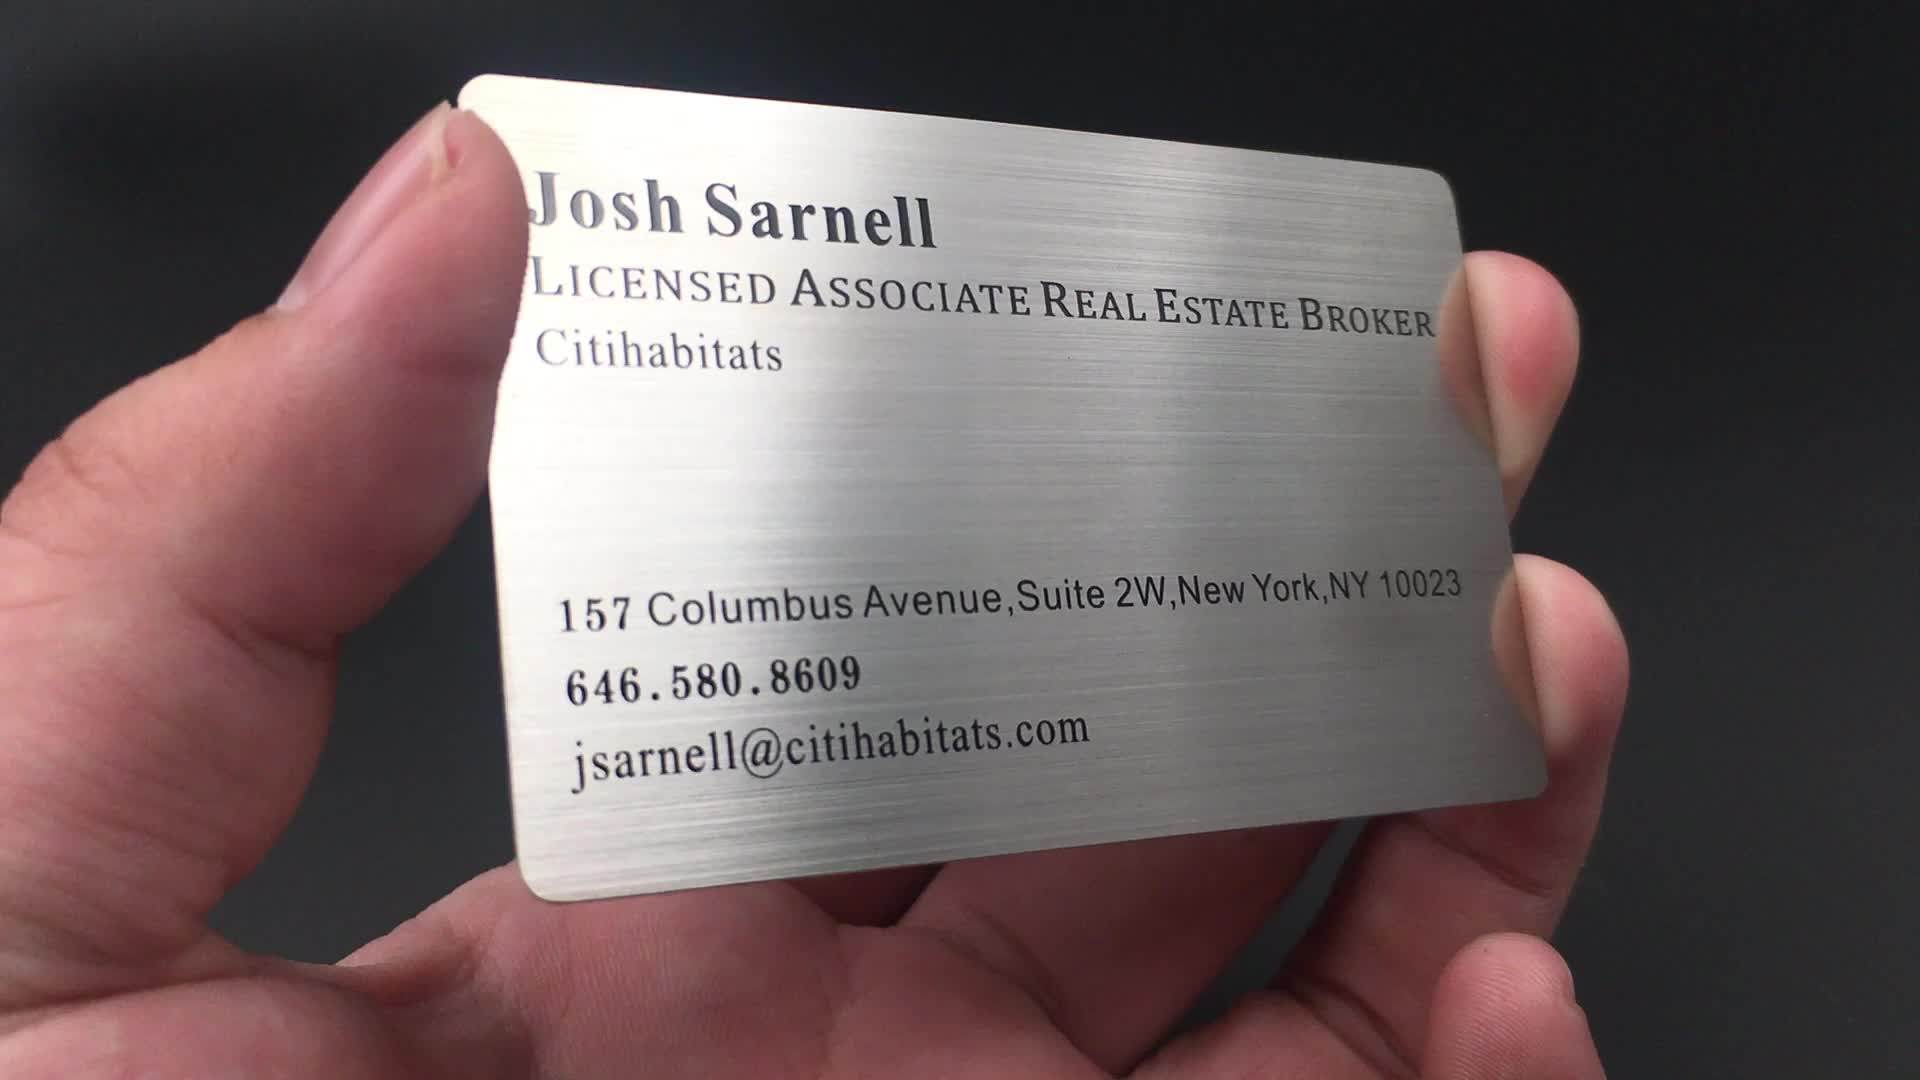 Josh Sarnell
LICENSED ASSOCIATE REAL ESTATE BROKER
Citihabitats
157 Columbus Avenue,Suite 2W,New York,NY 10023
646.580.8609
jsarnell@citihabitats.com